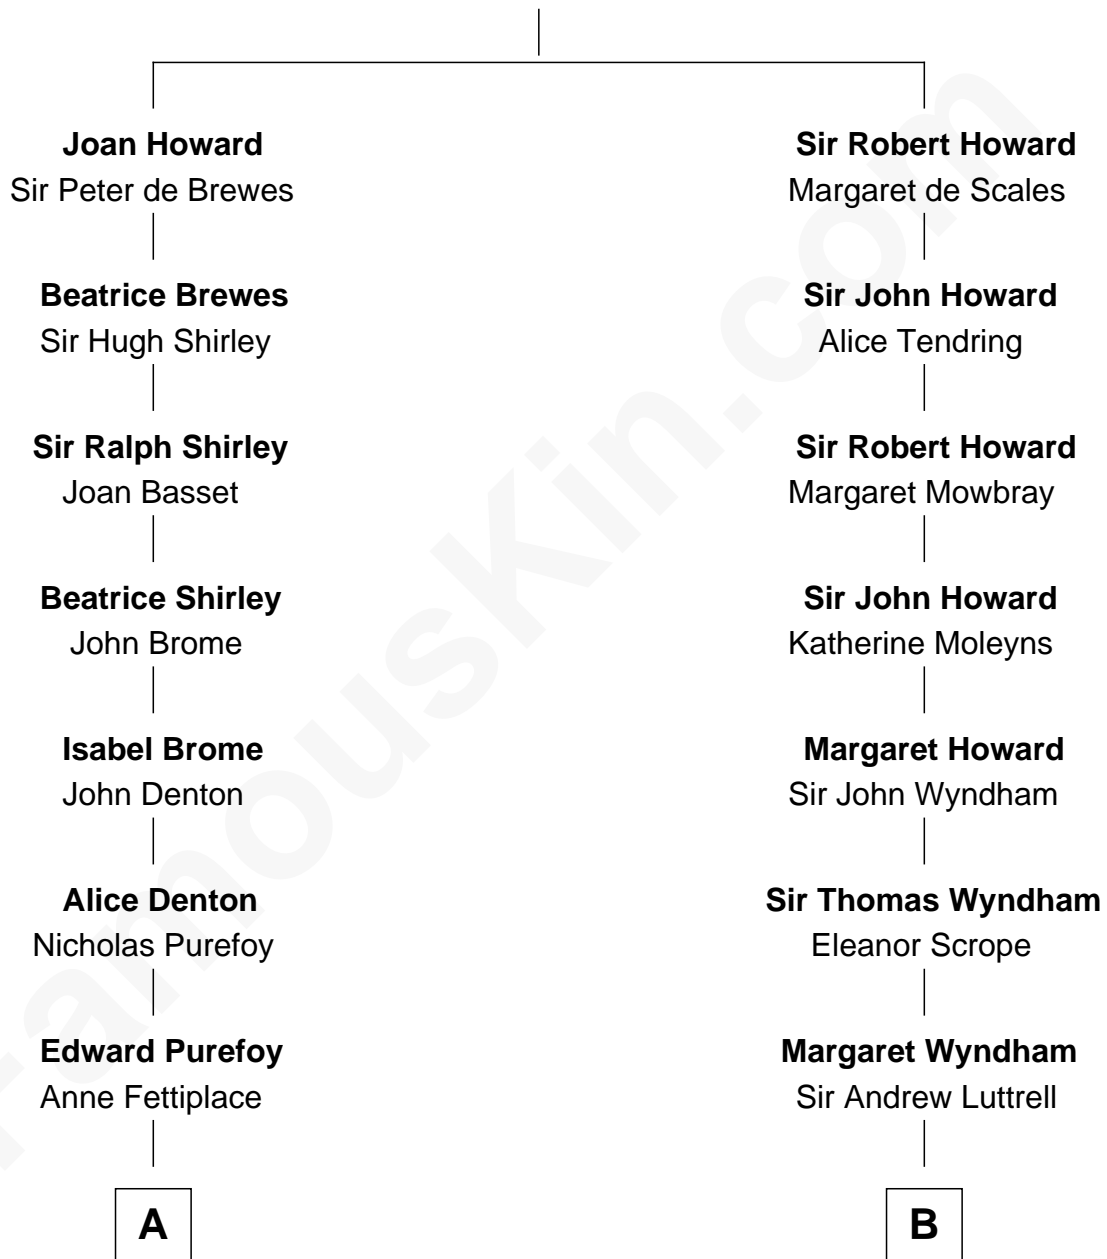 Joan Howard
Sir Peter de Brewes
Beatrice Brewes
Sir Hugh Shirley
Sir Ralph Shirley
Joan Basset
Beatrice Shirley
John Brome
Isabel Brome
John Denton
Alice Denton
Nicholas Purefoy
Edward Purefoy
Anne Fettiplace
A
Sir Robert Howard
Margaret de Scales
Sir John Howard
Alice Tendring
Sir Robert Howard
Margaret Mowbray
Sir John Howard
Katherine Moleyns
Margaret Howard
Sir John Wyndham
Sir Thomas Wyndham
Eleanor Scrope
Margaret Wyndham
Sir Andrew Luttrell
B
FamousKin.com